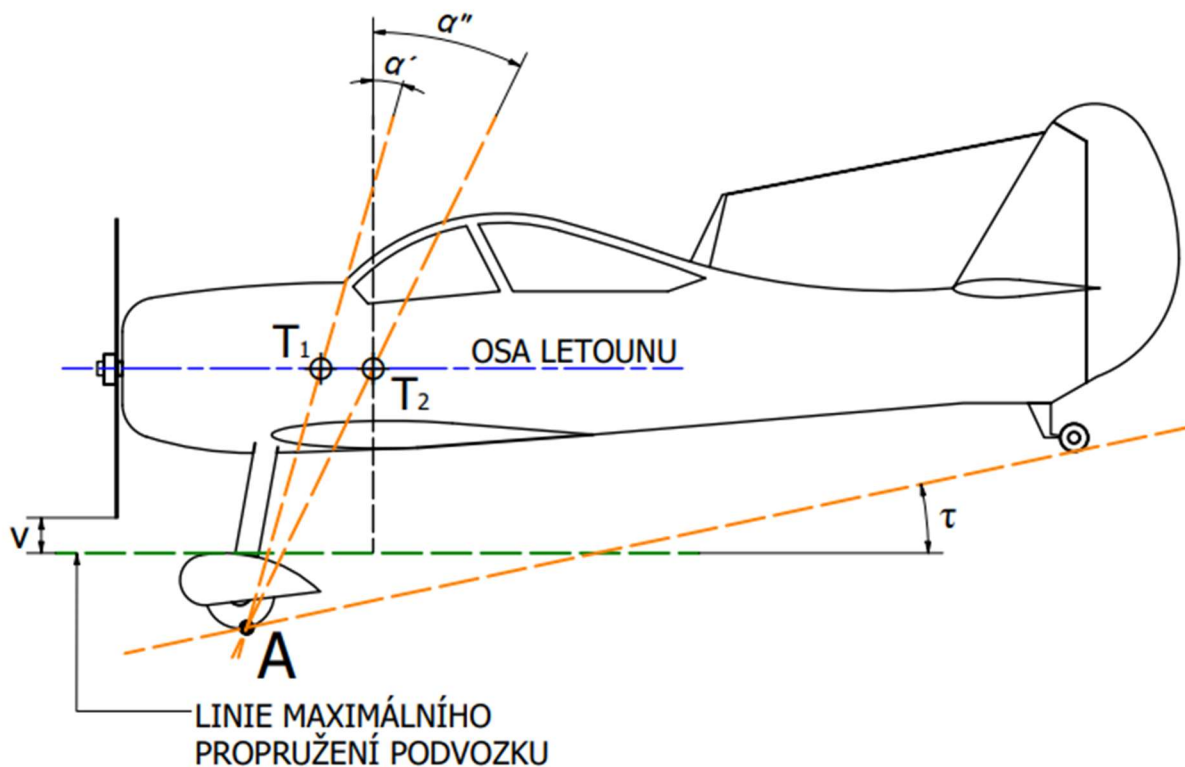 α″
α′
T1
OSA LETOUNU
T2
v
τ
A
LINIE MAXIMÁLNÍHO
PROPRUŽENÍ PODVOZKU